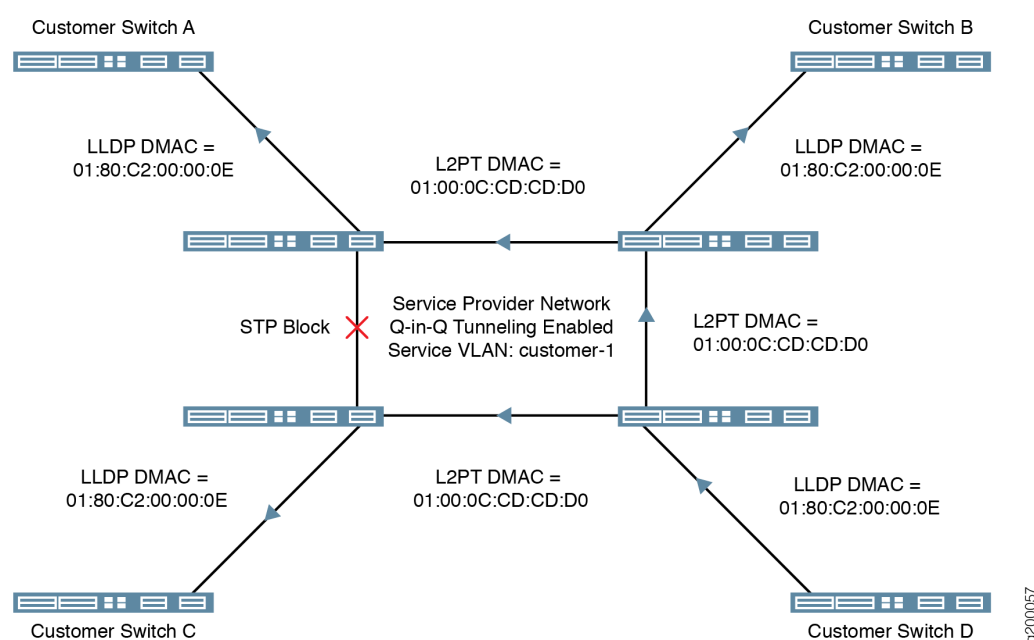 Customer Switch A
Customer Switch B
LLDP DMAC =
01:80:C2:00:00:0E
L2PT DMAC =
01:00:0C:CD:CD:D0
LLDP DMAC =
01:80:C2:00:00:0E
STP Block
Service Provider Network
Q-in-Q Tunneling Enabled
Service VLAN: customer-1
L2PT DMAC =
01:00:0C:CD:CD:D0
LLDP DMAC =
01:80:C2:00:00:0E
L2PT DMAC =
01:00:0C:CD:CD:D0
LLDP DMAC =
01:80:C2:00:00:0E
Customer Switch C
Customer Switch D